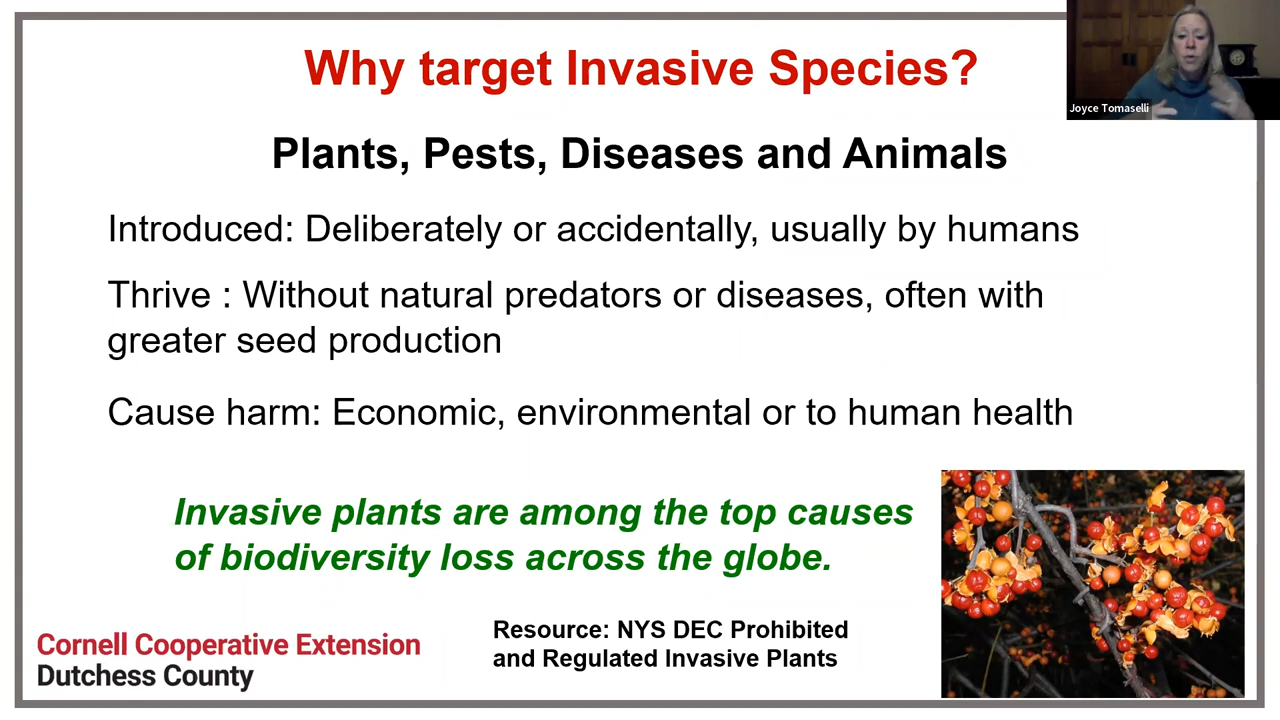 Why target Invasive Species?
Joyce Tomaselli
Plants, Pests, Diseases and Animals
Introduced: Deliberately or accidentally, usually by humans
Thrive : Without natural predators or diseases, often with
greater seed production
Cause harm: Economic, environmental or to human health
Invasive plants are among the top causes
of biodiversity loss across the globe.
Cornell Cooperative Extension
Dutchess County
Resource: NYS DEC Prohibited
and Regulated Invasive Plants